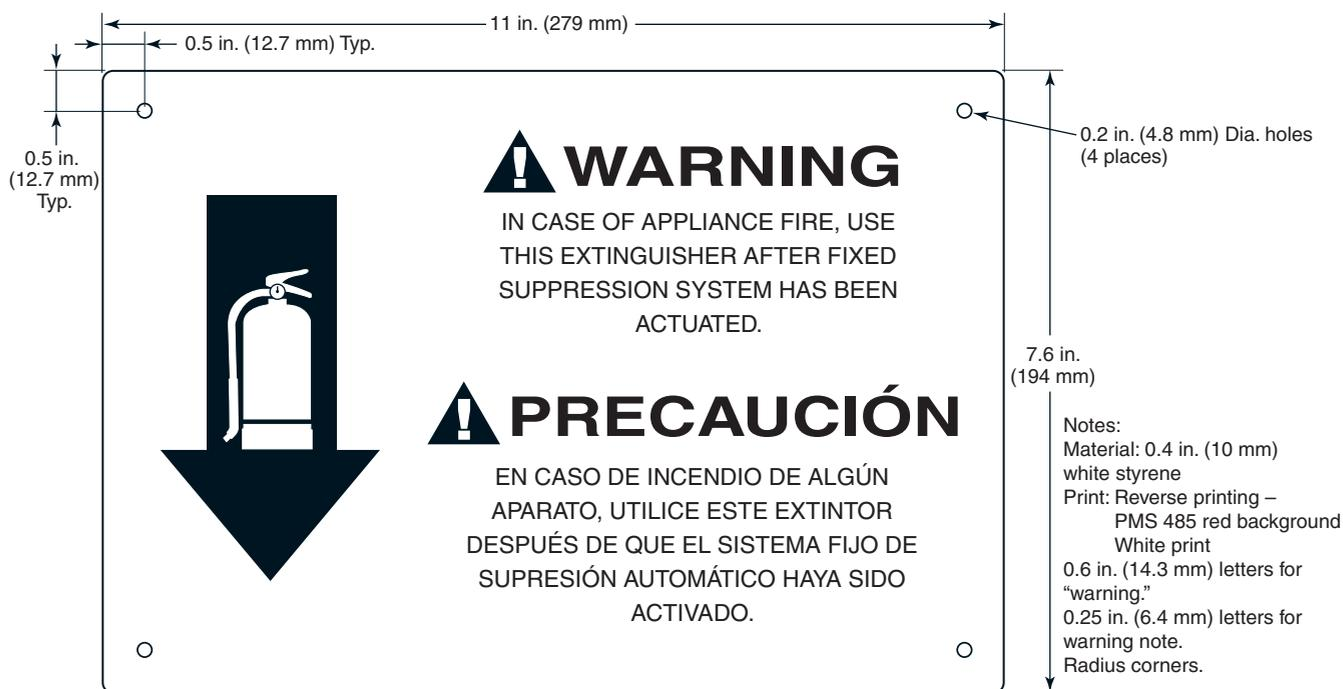 11 in. (279 mm)
0.5 in. (12.7 mm) Typ.
0.5 in.
(12.7 mm)
Typ.
0.2 in. (4.8 mm) Dia. holes
(4 places)
WARNING
IN CASE OF APPLIANCE FIRE, USE
THIS EXTINGUISHER AFTER FIXED
SUPPRESSION SYSTEM HAS BEEN
ACTUATED.
7.6 in.
(194 mm)
PRECAUCIÓN
EN CASO DE INCENDIO DE ALGÚN
APARATO, UTILICE ESTE EXTINTOR
DESPUÉS DE QUE EL SISTEMA FIJO DE
SUPRESIÓN AUTOMÁTICO HAYA SIDO
ACTIVADO.
Notes:
Material: 0.4 in. (10 mm)
white styrene
Print: Reverse printing –
PMS 485 red background
White print
0.6 in. (14.3 mm) letters for
“warning.”
0.25 in. (6.4 mm) letters for
warning note.
Radius corners.